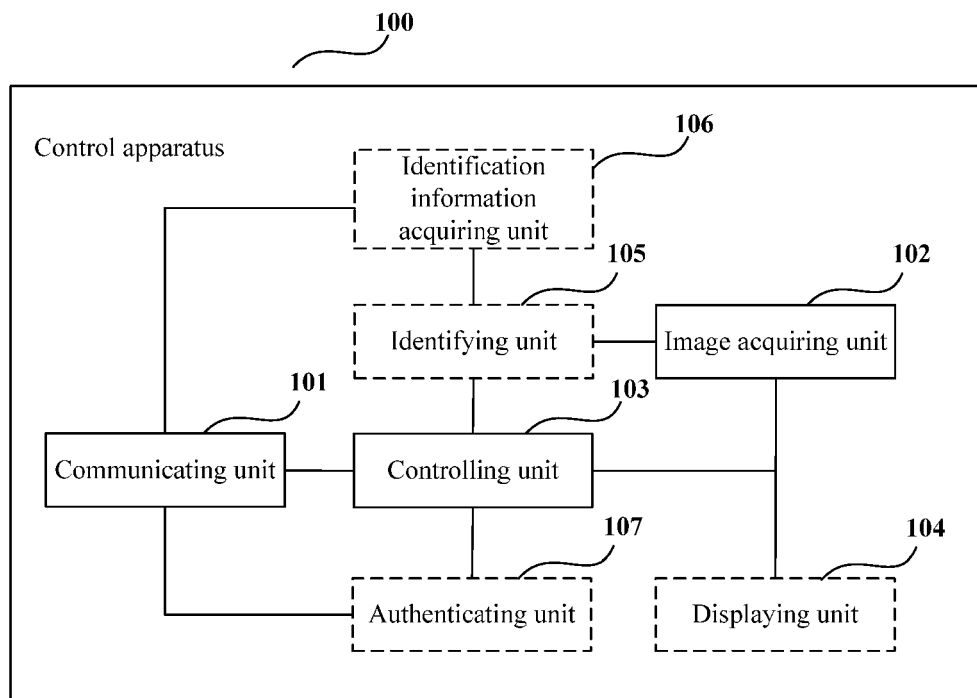 100
Control apparatus
106
Identification
information
acquiring unit
105
Identifying unit
102
Image acquiring unit
101
Communicating unit
103
Controlling unit
107
Authenticating unit
104
Displaying unit